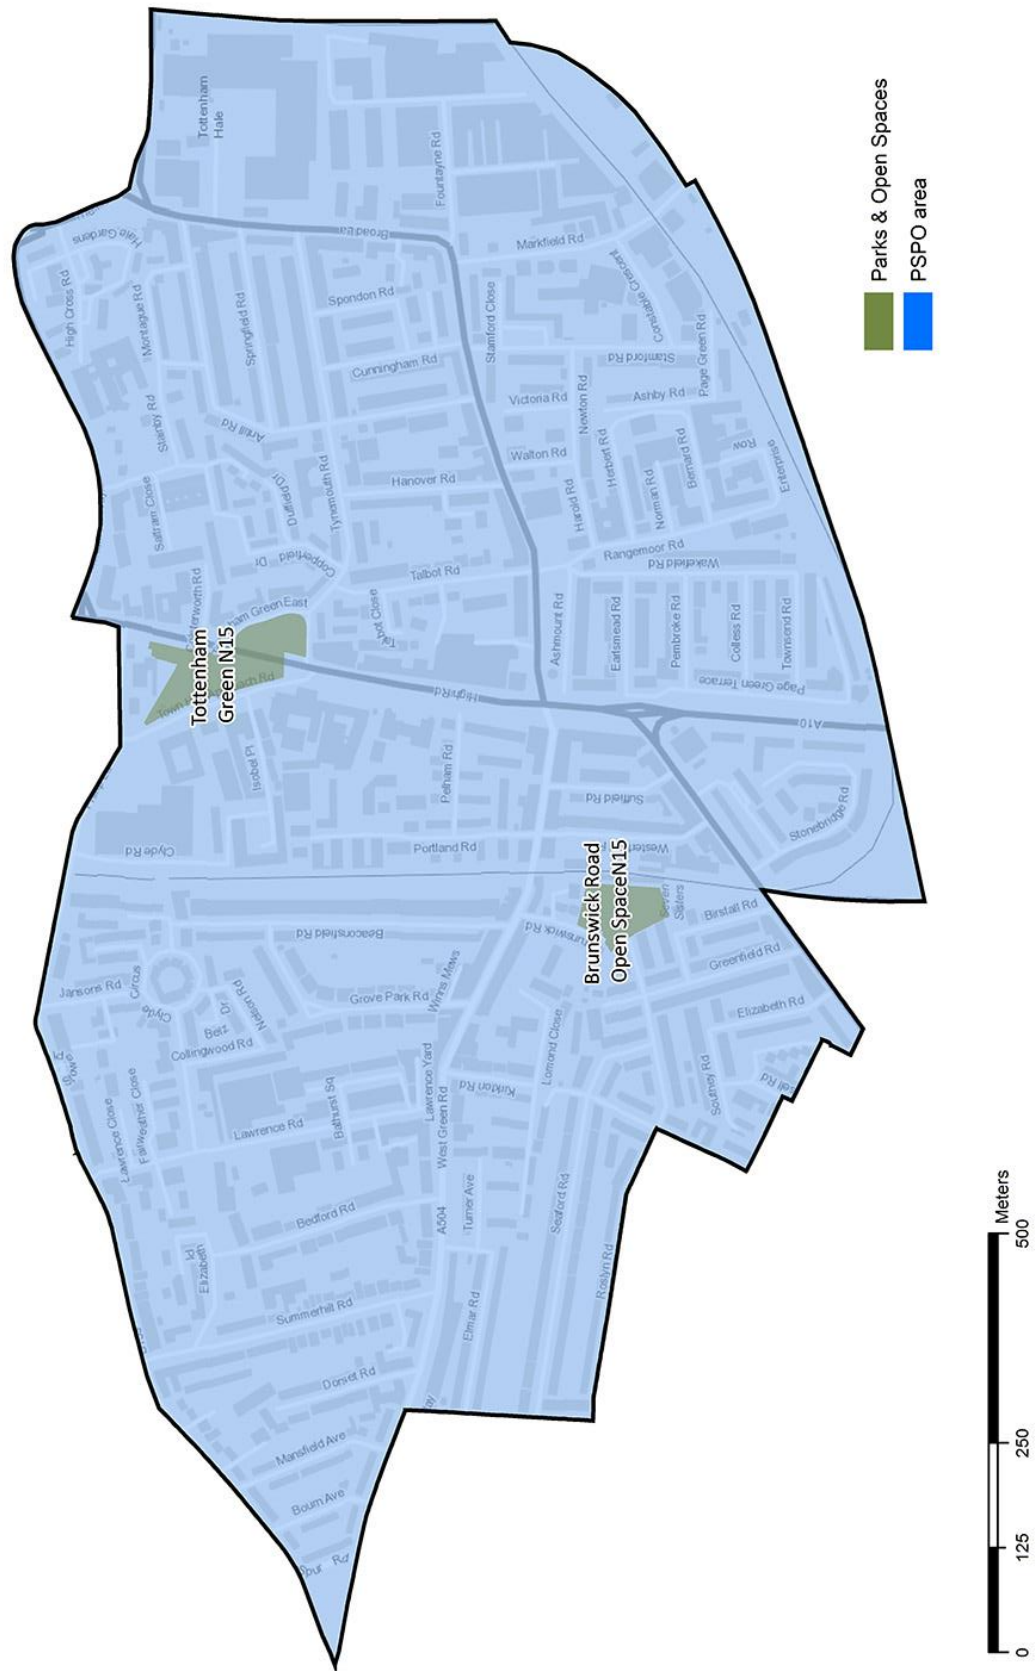 Tottenham
Hale
Fountayne Rd
Hale Gardens
Markfield Rd
High Cross Rd
Montague Rd
Springfield Rd
Spondon Rd
Constable Crescent
Stamford Close
Cunningham Rd
Stamford Rd
Page Green Rd
Victoria Rd
Newton Rd
Ashby Rd
Stainby Rd
Antill Rd
Walton Rd
Herbert Rd
Bernard Rd
Row
Enterprise
Saltram Close
Duffield Dr
Tynemouth Rd
Hanover Rd
Harold Rd
Norman Rd
Copperfield
Dr
Talbot Rd
Rangemoor Rd
Wakefield Rd
Talbot Close
Ashmount Rd
Earlsmead Rd
Pembroke Rd
Colless Rd
Townsend Rd
Page Green Terrace
Tottenham
Green N15
High Rd
A10
Isobel Pl
Pelham Rd
Suffield Rd
Stonebridge Rd
Clyde Rd
Portland Rd
Brunswick Road
Open SpaceN15
Seven
Sisters
Birstall Rd
Beaconsfield Rd
Greenfield Rd
Jansons Rd
Clyde
Circus
Grove Park Rd
Winns Mews
Elizabeth Rd
Nelson Rd
Betz
Dr
Collingwood Rd
Lomond Close
Lawrence Yard
Kirkton Rd
Southey Rd
Lawrence Close
Fairweather Close
Lawrence Rd
Bathurst Sq
West Green Rd
Turner Ave
Seaford Rd
A504
Bedford Rd
Elizabeth
Pl
Summerhill Rd
Elmar Rd
Roslyn Rd
Dorset Rd
Mansfield Ave
Bourn Ave
Spur Rd
Parks & Open Spaces
PSPO area
0
125
250
500
Meters